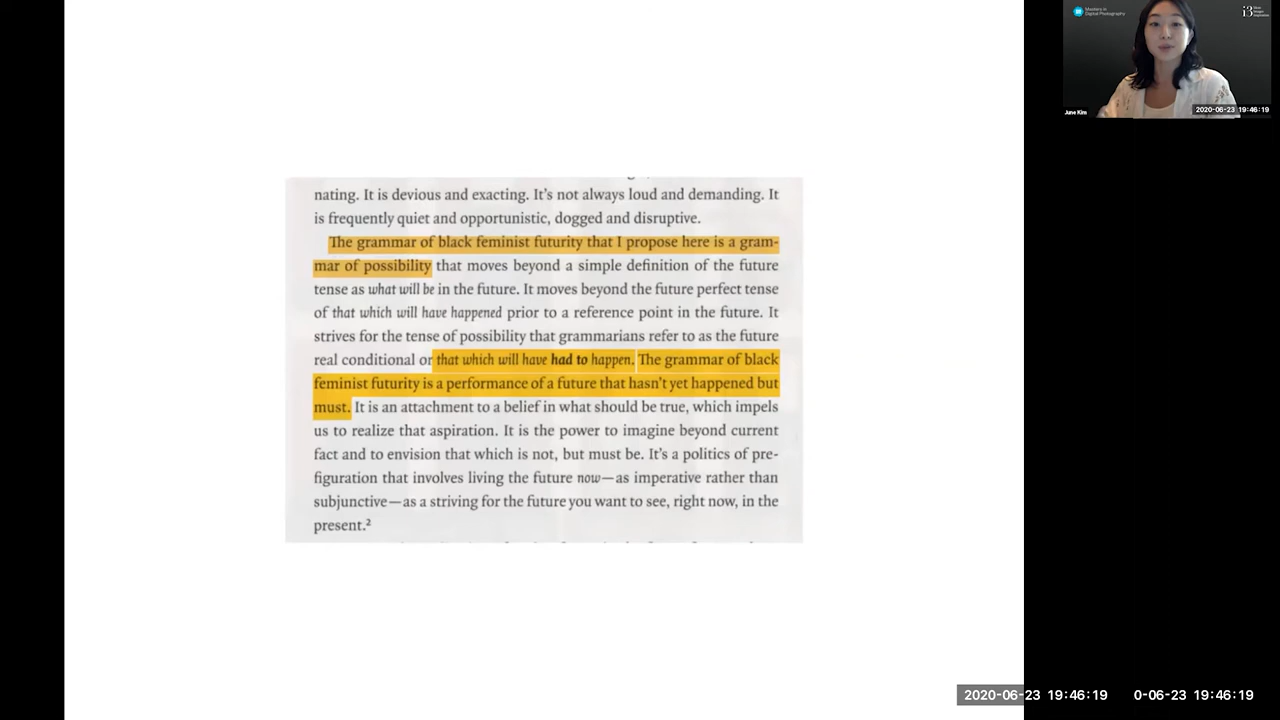 nating. It is devious and exacting. It's not always loud and demanding. It
is frequently quiet and opportunistic, dogged and disruptive.
The grammar of black feminist futurity that I propose here is a gram-
mar of possibility that moves beyond a simple definition of the future
tense as what will be in the future. It moves beyond the future perfect tense
of that which will have happened prior to a reference point in the future. It
strives for the tense of possibility that grammarians refer to as the future
real conditional or that which will have had to happen. The grammar of black
feminist futurity is a performance of a future that hasn't yet happened but
must. It is an attachment to a belief in what should be true, which impels
us to realize that aspiration. It is the power to imagine beyond current
fact and to envision that which is not, but must be. It's a politics of pre-
figuration that involves living the future now—as imperative rather than
subjunctive—as a striving for the future you want to see, right now, in the
present.²
Masters in
Digital Photography
i3
June Kim
2020-06-23 19:46:19
2020-06-23 19:46:19
0-06-23 19:46:19